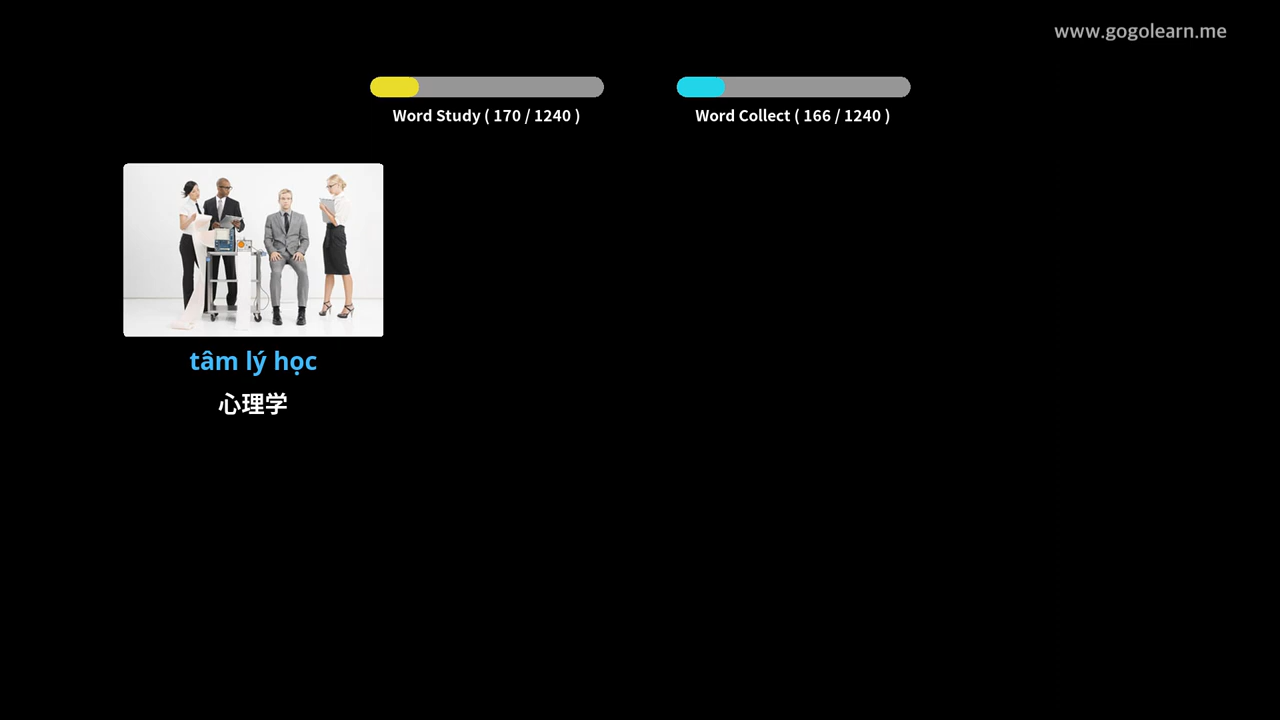 www.gogolearn.me
Word Study ( 170 / 1240 )
Word Collect ( 166 / 1240 )
tâm lý học
心理学